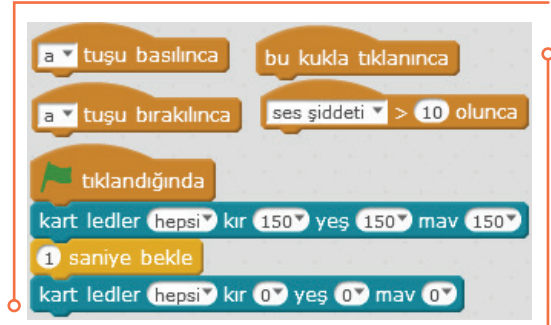 a tuşu basılınca
bu kukla tıklanınca
a tuşu bırakılınca
ses şiddeti > 10 olunca
tıklandığında
kart ledler hepsi kır 150 yeş 150 mav 150
1 saniye bekle
kart ledler hepsi kır 0 yeş 0 mav 0